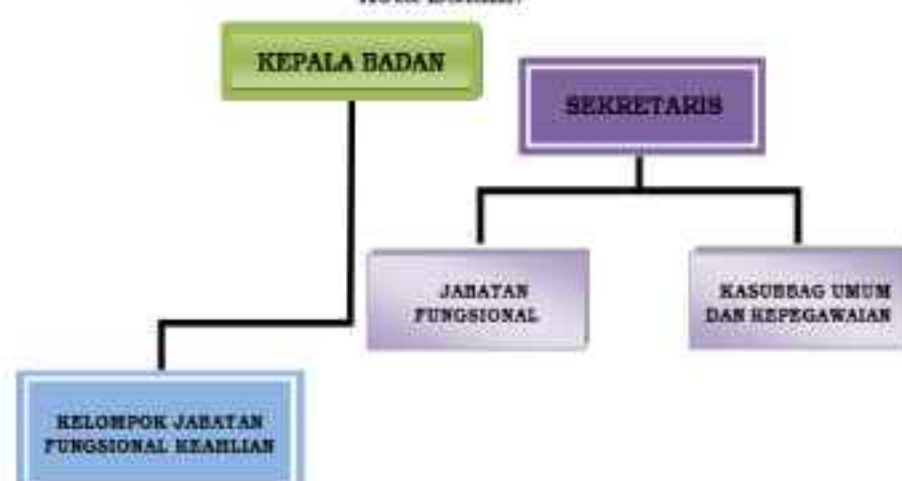 KEPALA BADAN
SEKRETARIS
JABATAN
FUNGSIONAL
KASUBBAG UMUM
DAN KEPEGAWAIAN
KELOMPOK JABATAN
FUNGSIONAL KEAHLIAN